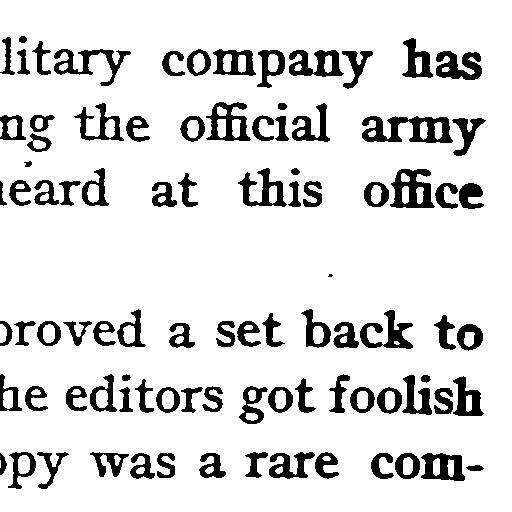 litary company has
ng the official army
heard at this office
proved a set back to
he editors got foolish
opy was a rare com-